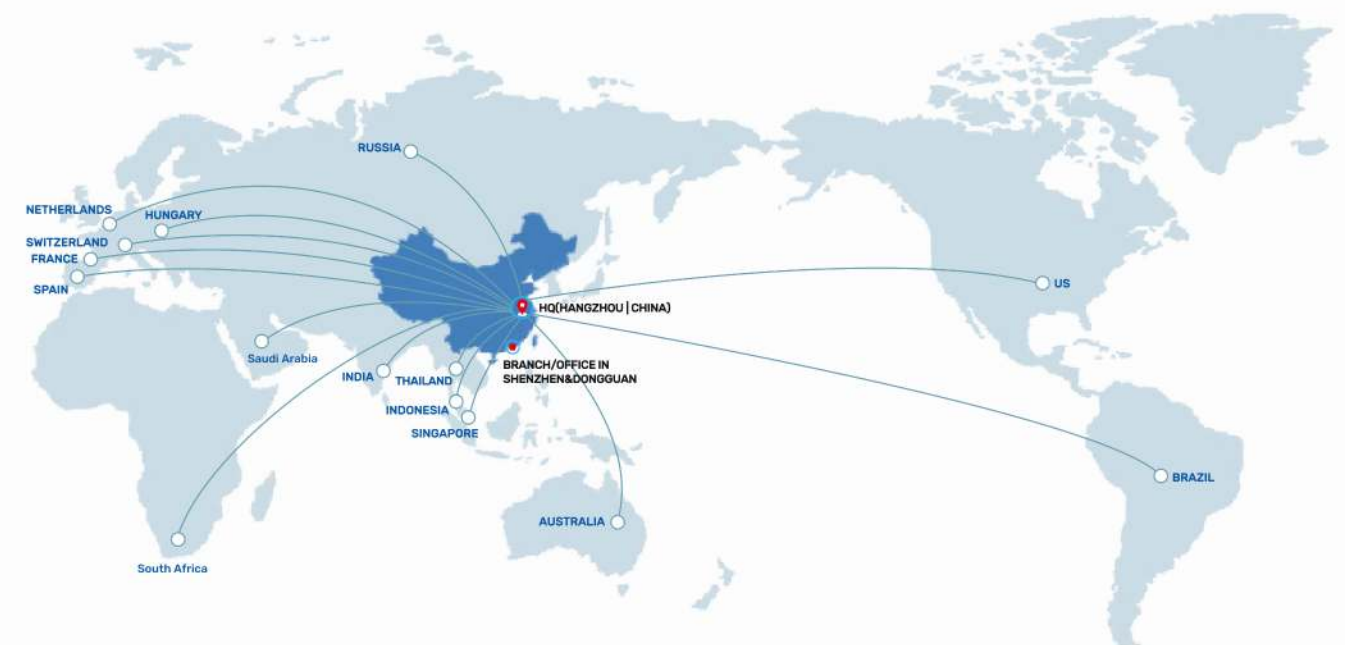 RUSSIA
NETHERLANDS
HUNGARY
SWITZERLAND
FRANCE
SPAIN
US
HQ(HANGZHOU | CHINA)
Saudi Arabia
BRANCH/OFFICE IN
SHENZHEN&DONGGUAN
INDIA
THAILAND
INDONESIA
SINGAPORE
BRAZIL
AUSTRALIA
South Africa